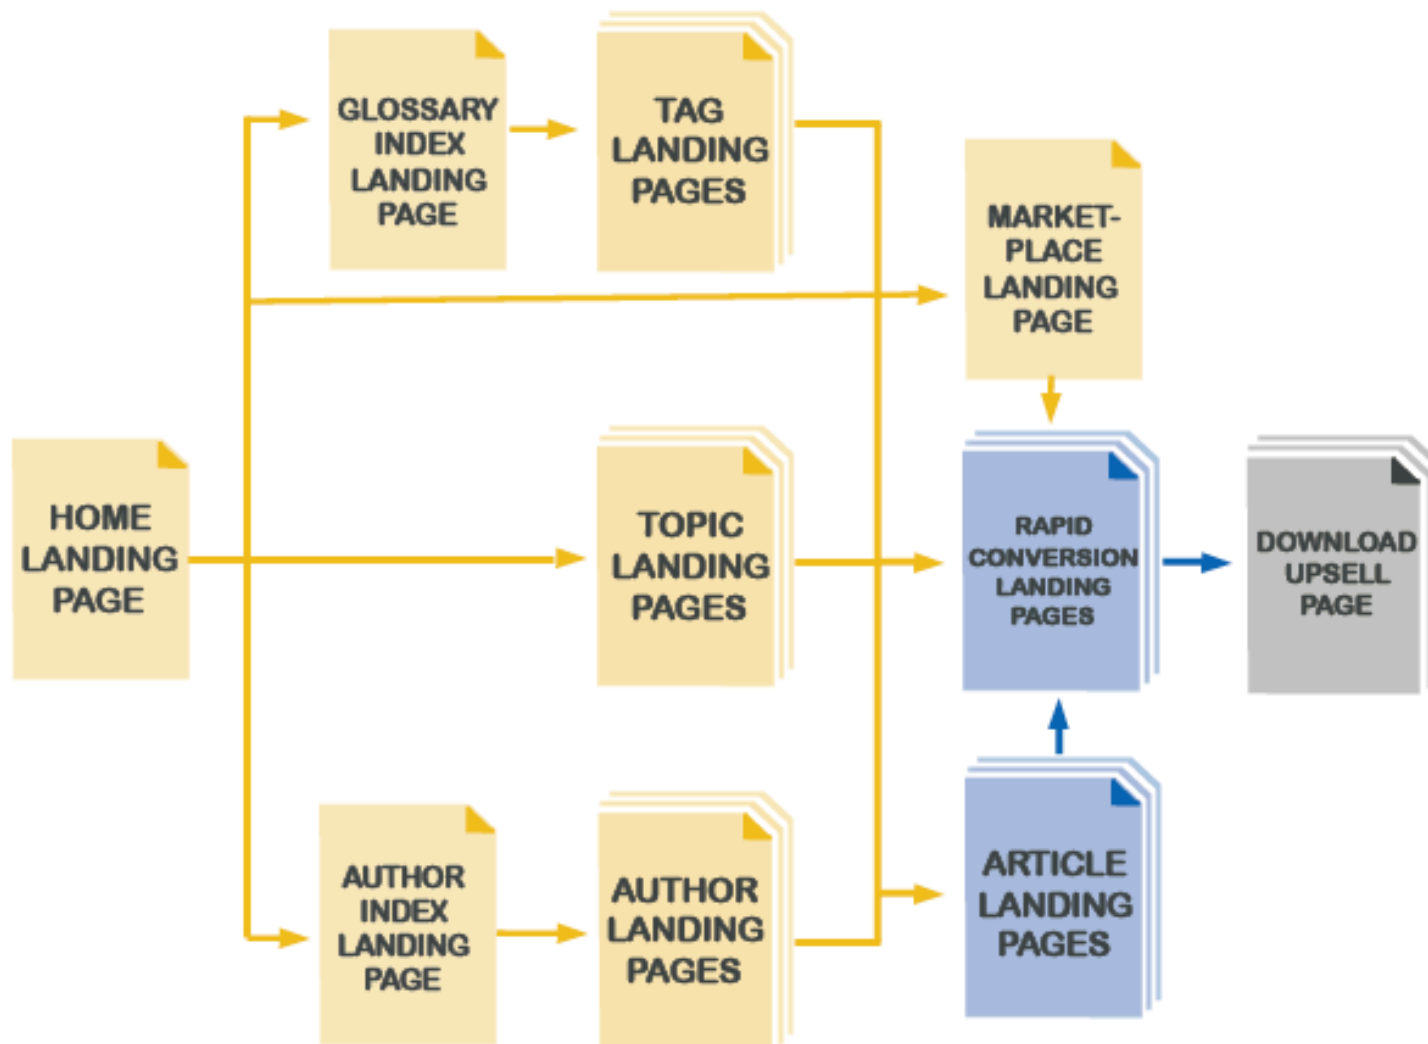 GLOSSARY
INDEX
LANDING
PAGE
TAG
LANDING
PAGES
MARKET-
PLACE
LANDING
PAGE
HOME
LANDING
PAGE
TOPIC
LANDING
PAGES
RAPID
CONVERSION
LANDING
PAGES
DOWNLOAD
UPSELL
PAGE
AUTHOR
INDEX
LANDING
PAGE
AUTHOR
LANDING
PAGES
ARTICLE
LANDING
PAGES